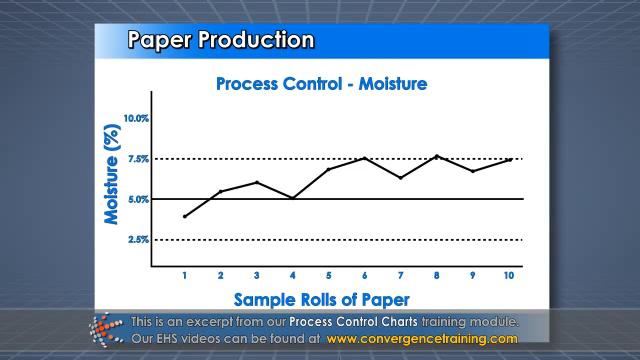 Paper Production
Process Control - Moisture
Moisture (%)
10.0%
7.5%
5.0%
2.5%
1 2 3 4 5 6 7 8 9 10
Sample Rolls of Paper
This is an excerpt from our Process Control Charts training module.
Our EHS videos can be found at www.convergencetraining.com